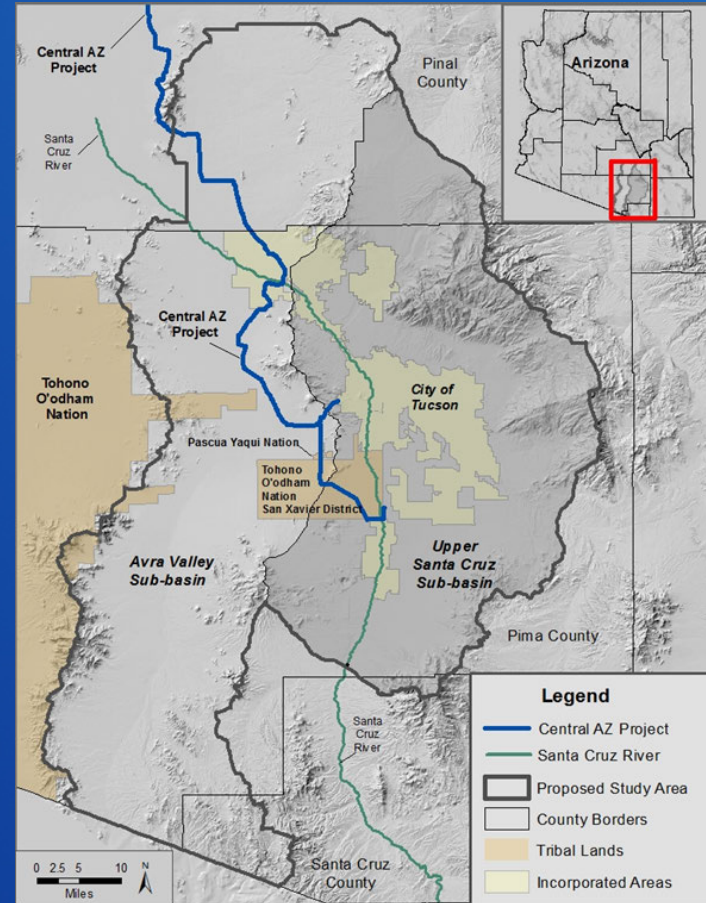 Central AZ
Project
Pinal
County
Arizona
Santa
Cruz
River
Central AZ
Project
Tohono
O'odham
Nation
City of
Tucson
Pascua Yaqui Nation
Tohono
O'odham
Nation
San Xavier District
Avra Valley
Sub-basin
Upper
Santa Cruz
Sub-basin
Pima County
Santa
Cruz
River
Santa Cruz
County
0 2.5 5 10
Miles
N
Legend
Central AZ Project
Santa Cruz River
Proposed Study Area
County Borders
Tribal Lands
Incorporated Areas